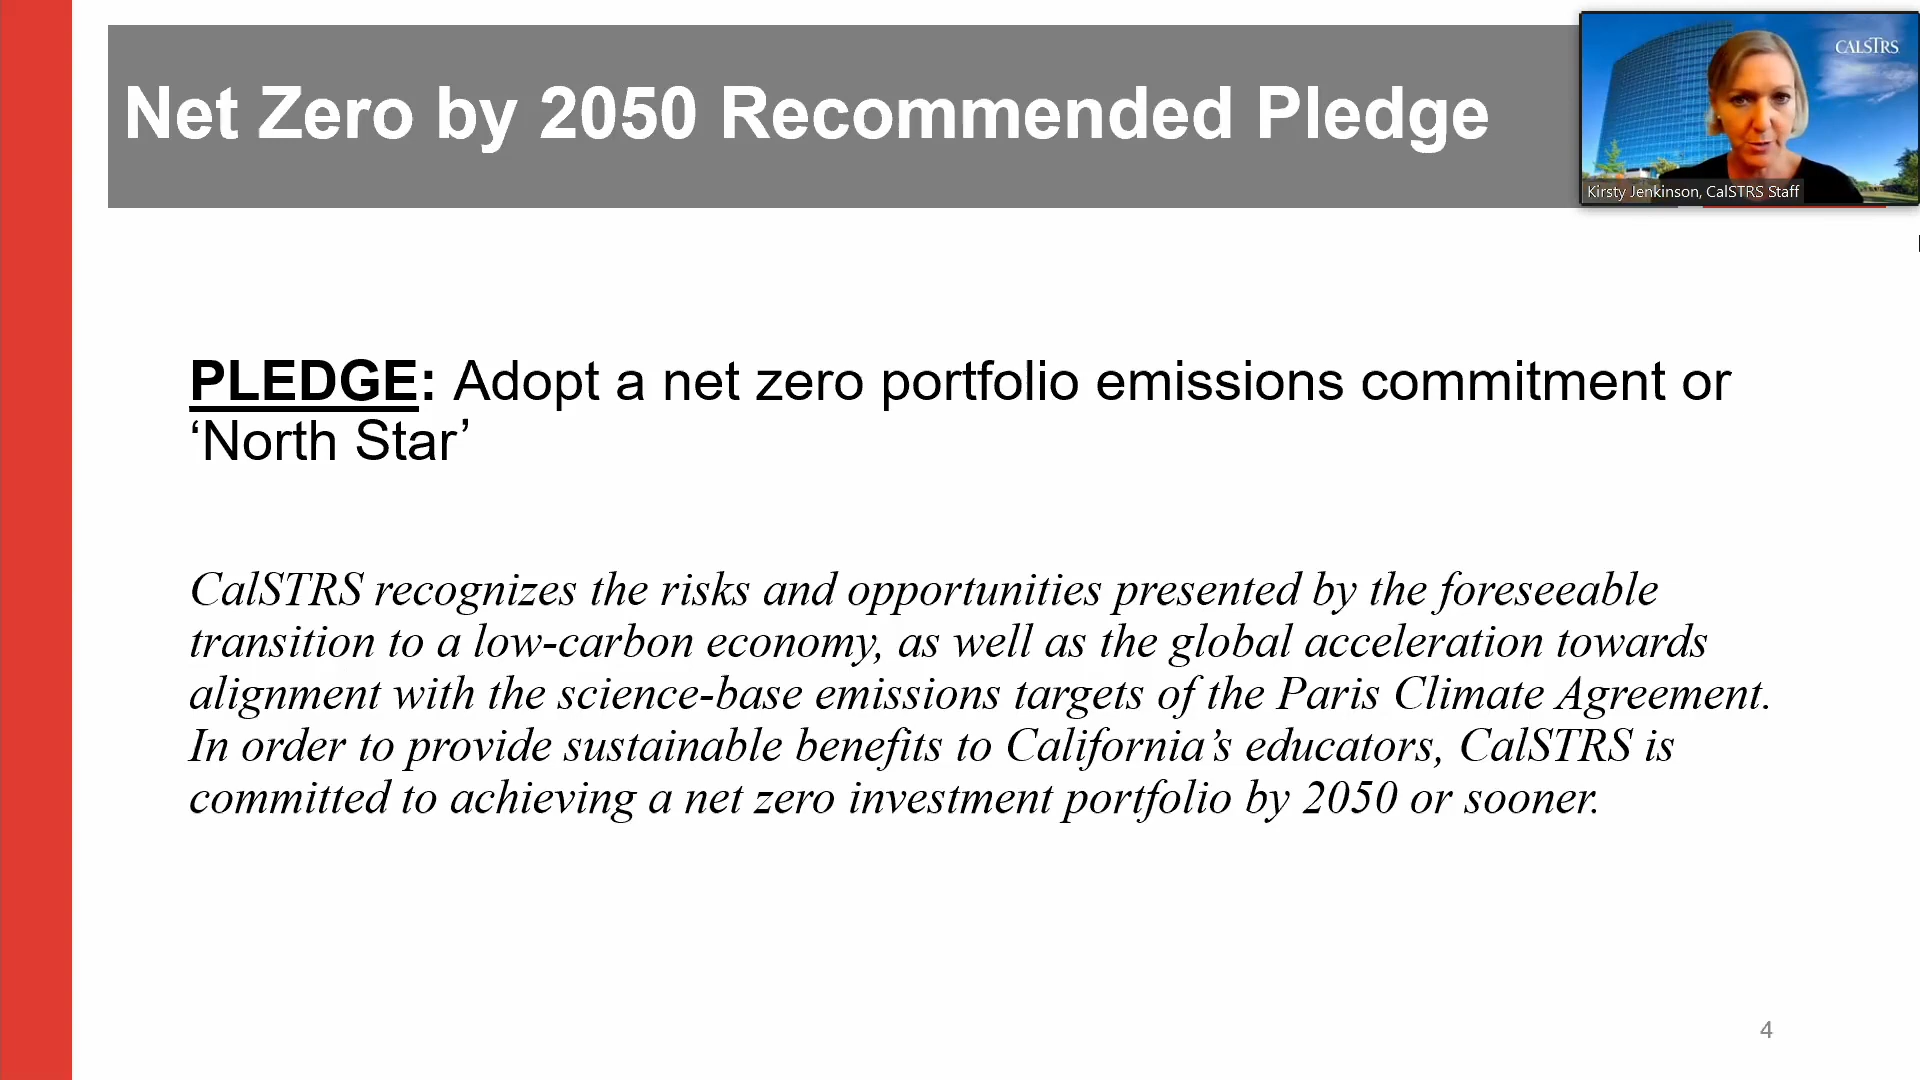 Net Zero by 2050 Recommended Pledge
CALSTRS
Kirsty Jenkinson, CalSTRS Staff
PLEDGE: Adopt a net zero portfolio emissions commitment or
‘North Star’
CalSTRS recognizes the risks and opportunities presented by the foreseeable
transition to a low-carbon economy, as well as the global acceleration towards
alignment with the science-base emissions targets of the Paris Climate Agreement.
In order to provide sustainable benefits to California’s educators, CalSTRS is
committed to achieving a net zero investment portfolio by 2050 or sooner.
4